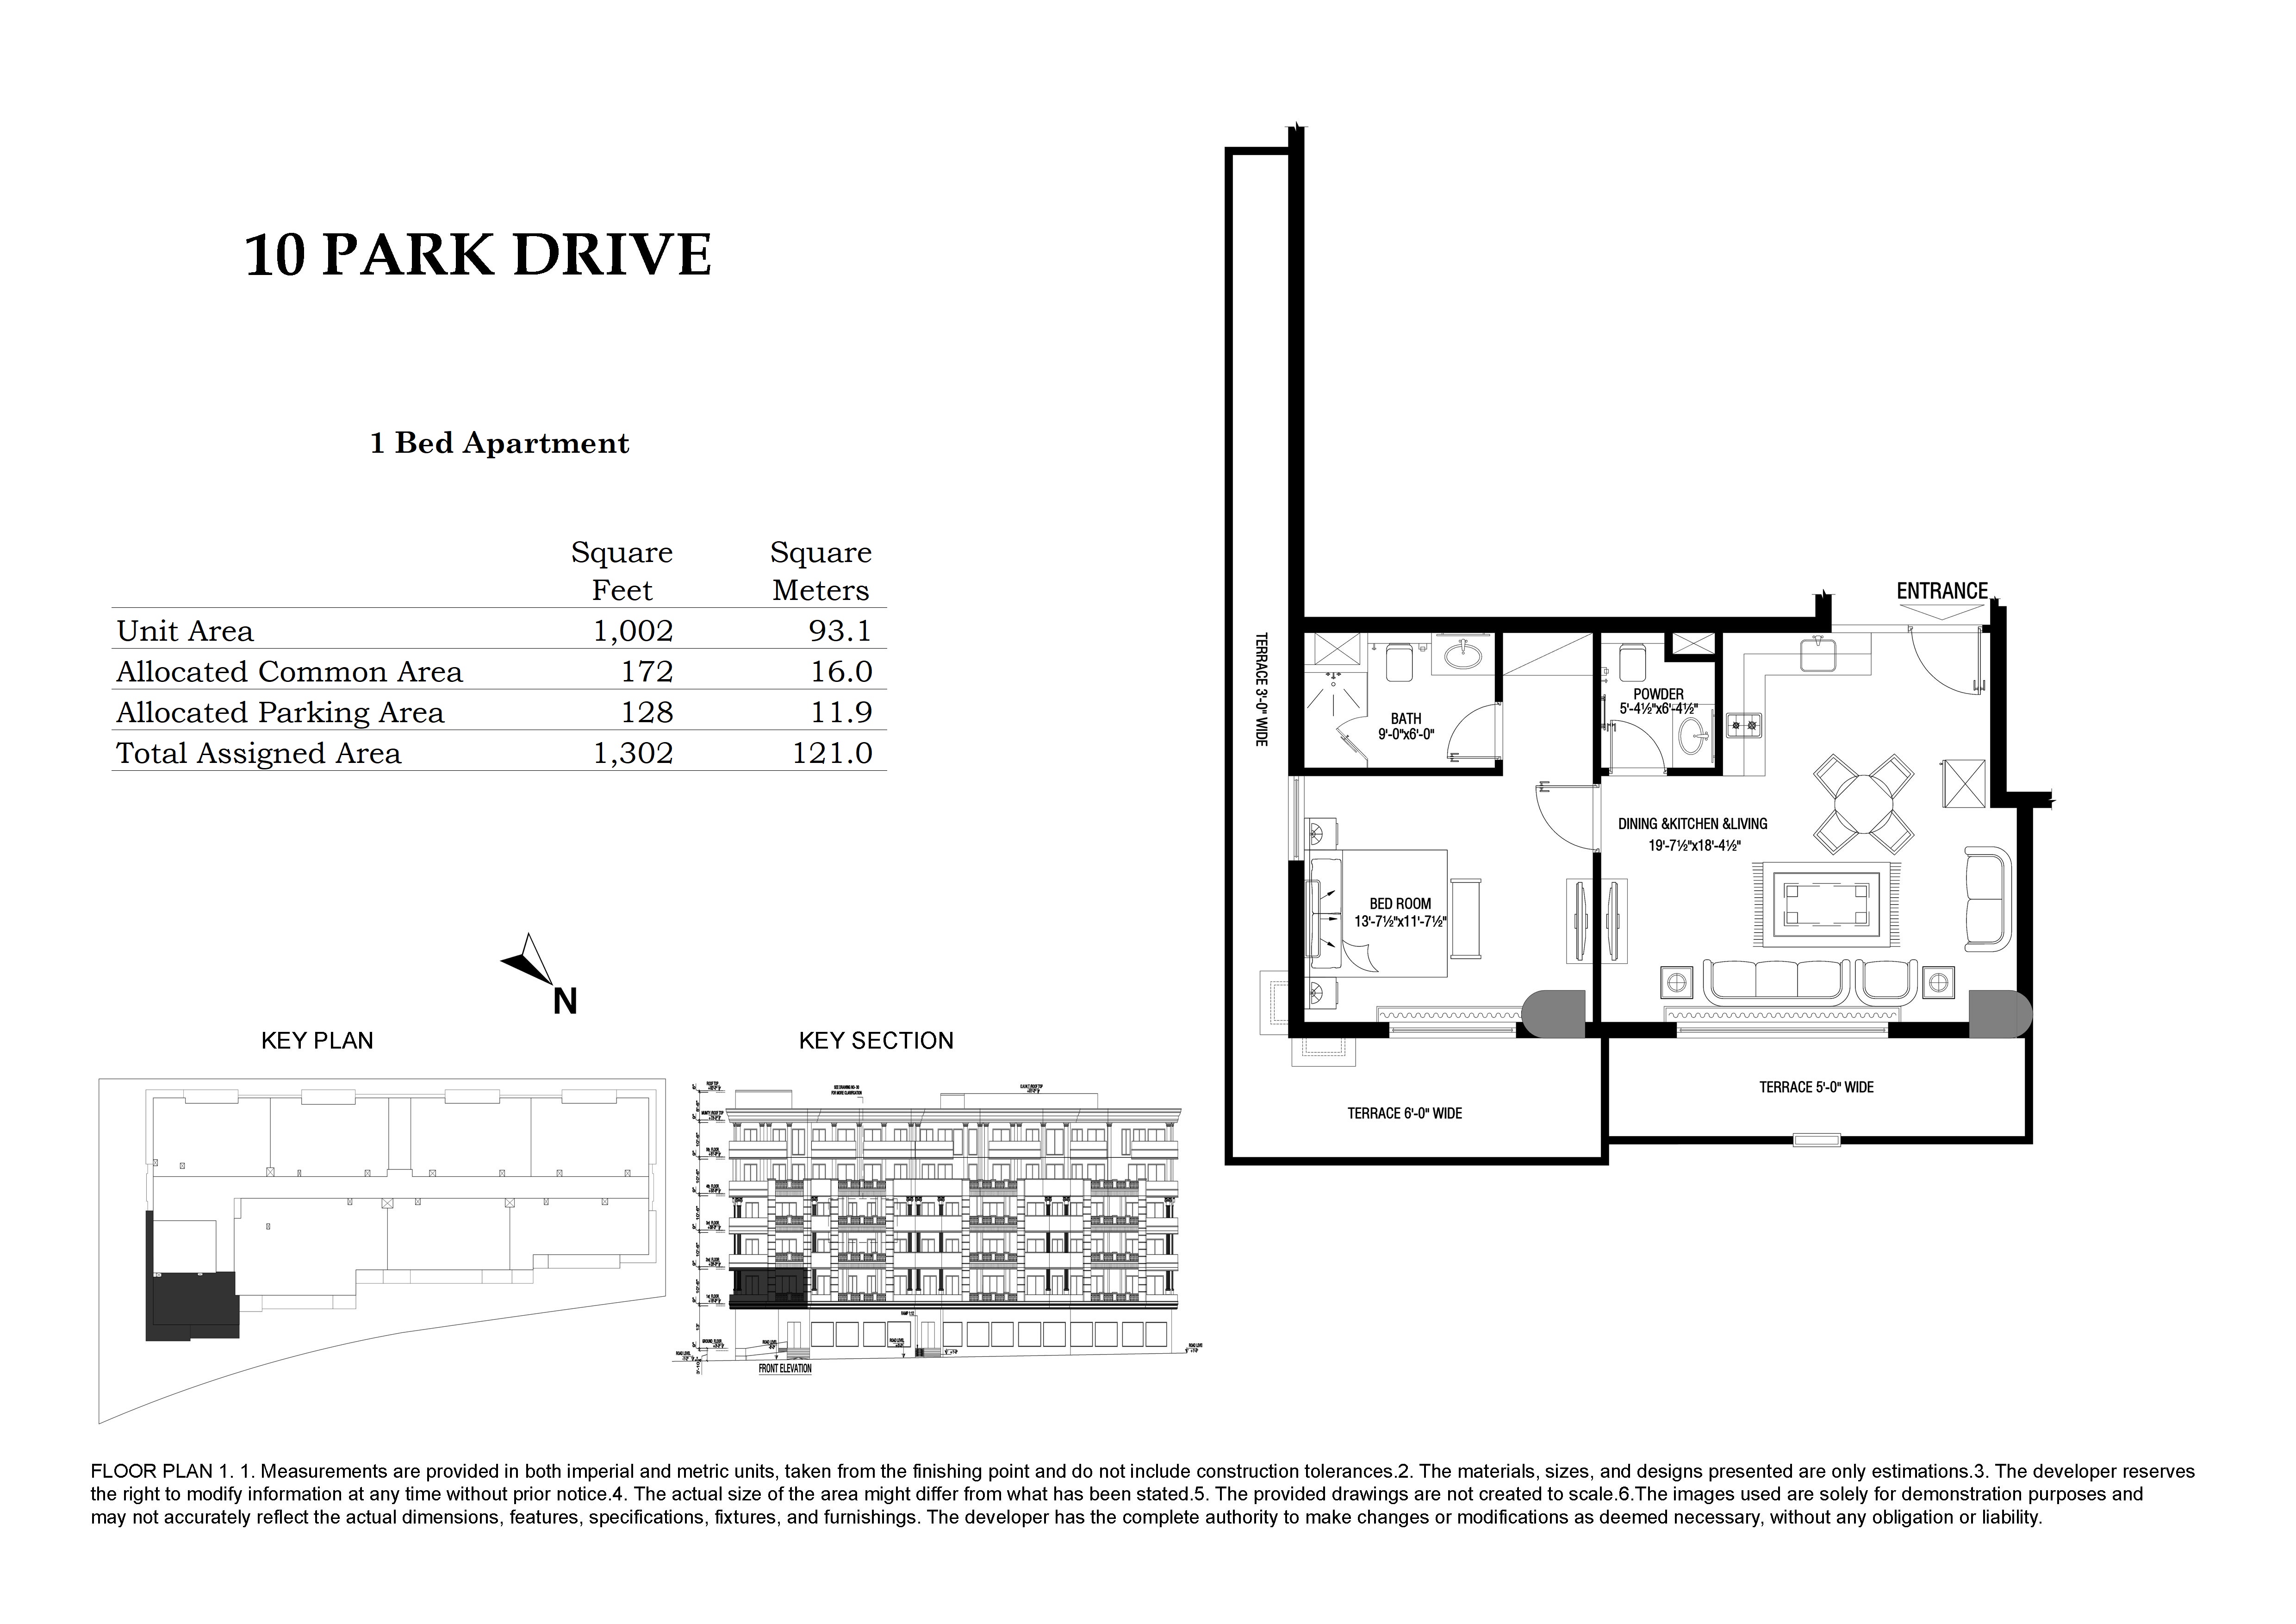 10 PARK DRIVE
1 Bed Apartment
Square Feet Square Meters
Unit Area 1,002 93.1
Allocated Common Area 172 16.0
Allocated Parking Area 128 11.9
Total Assigned Area 1,302 121.0
N
KEY PLAN
KEY SECTION
FRONT ELEVATION
ENTRANCE
TERRACE 3'-0" WIDE
BATH
9'-0"x6'-0"
POWDER
5'-4½"x6'-4½"
DINING &KITCHEN &LIVING
19'-7½"x18'-4½"
BED ROOM
13'-7½"x11'-7½"
TERRACE 6'-0" WIDE
TERRACE 5'-0" WIDE
FLOOR PLAN 1. 1. Measurements are provided in both imperial and metric units, taken from the finishing point and do not include construction tolerances.2. The materials, sizes, and designs presented are only estimations.3. The developer reserves
the right to modify information at any time without prior notice.4. The actual size of the area might differ from what has been stated.5. The provided drawings are not created to scale.6.The images used are solely for demonstration purposes and
may not accurately reflect the actual dimensions, features, specifications, fixtures, and furnishings. The developer has the complete authority to make changes or modifications as deemed necessary, without any obligation or liability.